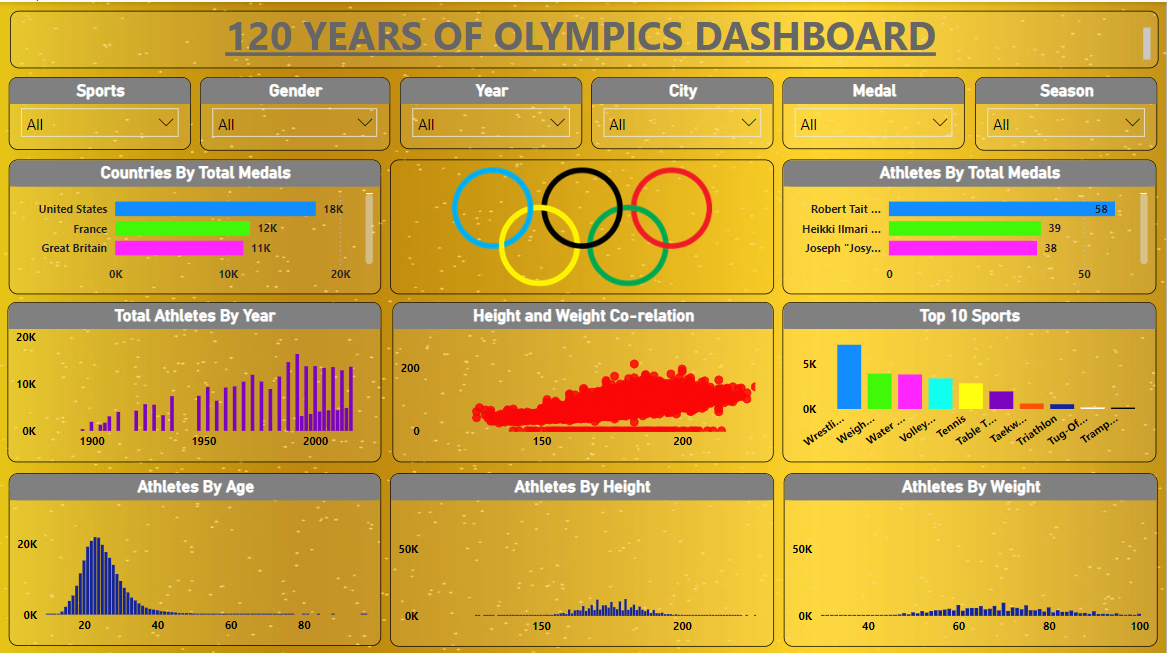 120 YEARS OF OLYMPICS DASHBOARD
Sports Gender Year City Medal Season
All All All All All All
Countries By Total Medals
United States 18K
France 12K
Great Britain 11K
0K 10K 20K
Athletes By Total Medals
Robert Tait ... 58
Heikki Ilmari ... 39
Joseph "Josy... 38
0 50
Total Athletes By Year
20K
10K
0K
1900 1950 2000
Height and Weight Co-relation
200
0
150 200
Top 10 Sports
5K
0K
Wrestli... Weigh... Water ... Volley... Tennis Table T... Taekw... Triathlon Tug-Of... Tramp...
Athletes By Age
20K
0K
20 40 60 80
Athletes By Height
50K
0K
150 200
Athletes By Weight
50K
0K
40 60 80 100